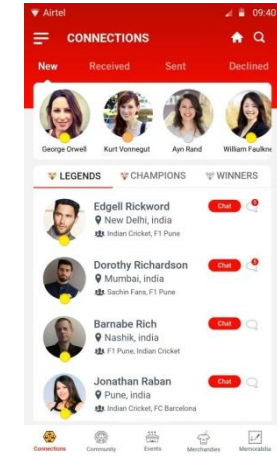 Airtel 09:40
CONNECTIONS
New Received Sent Declined
George Orwell Kurt Vonnegut Ayn Rand William Faulkne
LEGENDS CHAMPIONS WINNERS
Edgell Rickword
New Delhi, india
Indian Cricket, F1 Pune
Chat
Dorothy Richardson
Mumbai, india
Sachin Fans, F1 Pune
Chat
Barnabe Rich
Nashik, india
F1 Pune, Indian Cricket
Chat
Jonathan Raban
Pune, india
Indian Cricket, FC Barcelona
Chat
Connections Community Events Merchandies Memorabilia